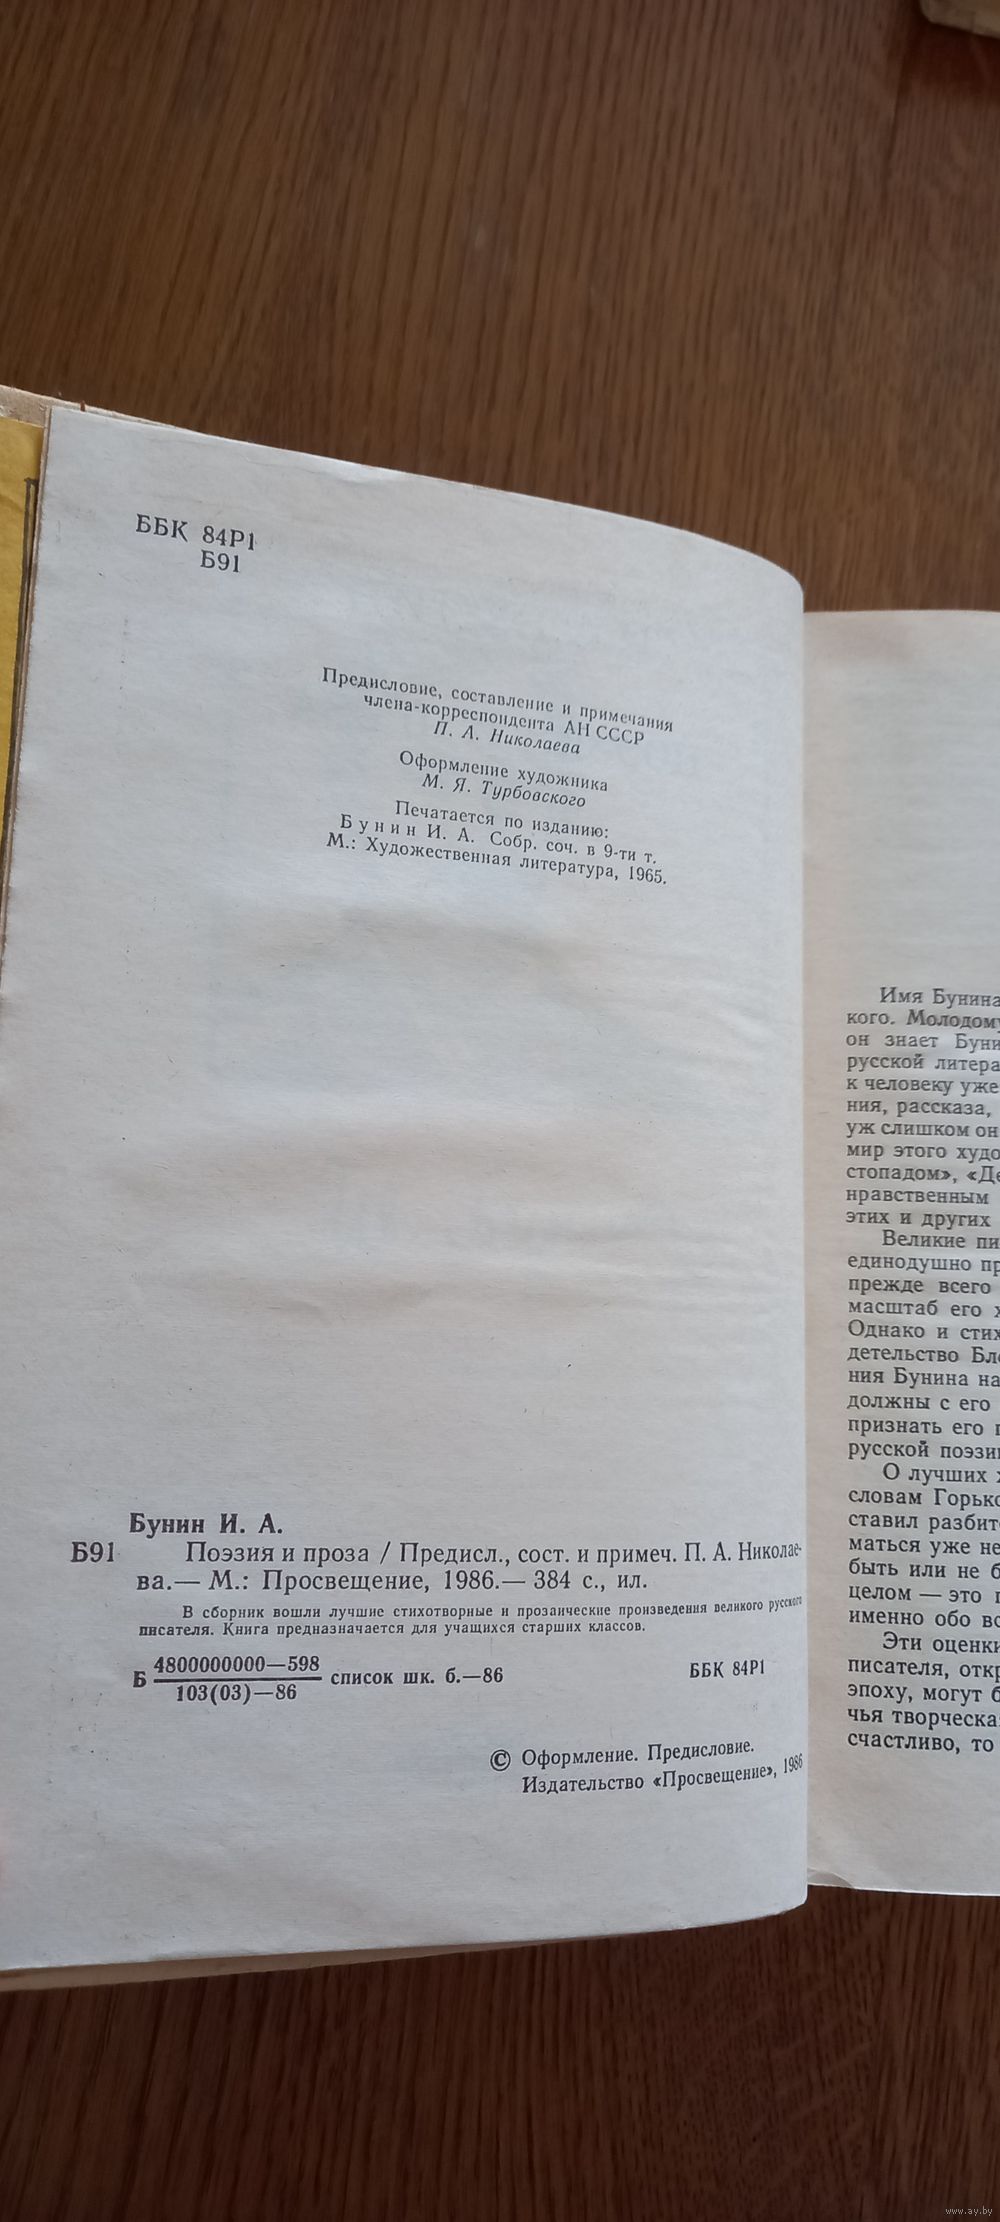 ББК 84Р1
Б91
Предисловие, составление и примечания
члена-корреспондента АН СССР
П. А. Николаева
Оформление художника
М. Я. Турбовского
Печатается по изданию:
Бунин И. А. Собр. соч. в 9-ти т.
М.: Художественная литература, 1965.
Бунин И. А.
Б91 Поэзия и проза / Предисл., сост. и примеч. П. А. Николае-
ва.— М.: Просвещение, 1986.— 384 с., ил.
В сборник вошли лучшие стихотворные и прозаические произведения великого русского
писателя. Книга предназначается для учащихся старших классов.
Б 4800000000—598
103(03)—86 список шк. б.—86
ББК 84Р1
© Оформление. Предисловие.
Издательство «Просвещение», 1986
Имя Бунина
кого. Молодому
он знает Буни
русской литера
к человеку уже
ния, рассказа,
уж слишком он
мир этого худо
стопадом», «Де
нравственным
этих и других
Великие пи
единодушно пр
прежде всего
масштаб его
Однако и стих
детельство Бло
ния Бунина на
должны с его
признать его
русской поэзи
О лучших
словам Горько
ставил разбит
маться уже не
быть или не б
целом — это
именно обо вс
Эти оценки
писателя, откр
эпоху, могут б
чья творческа
счастливо, то
www.ay.by